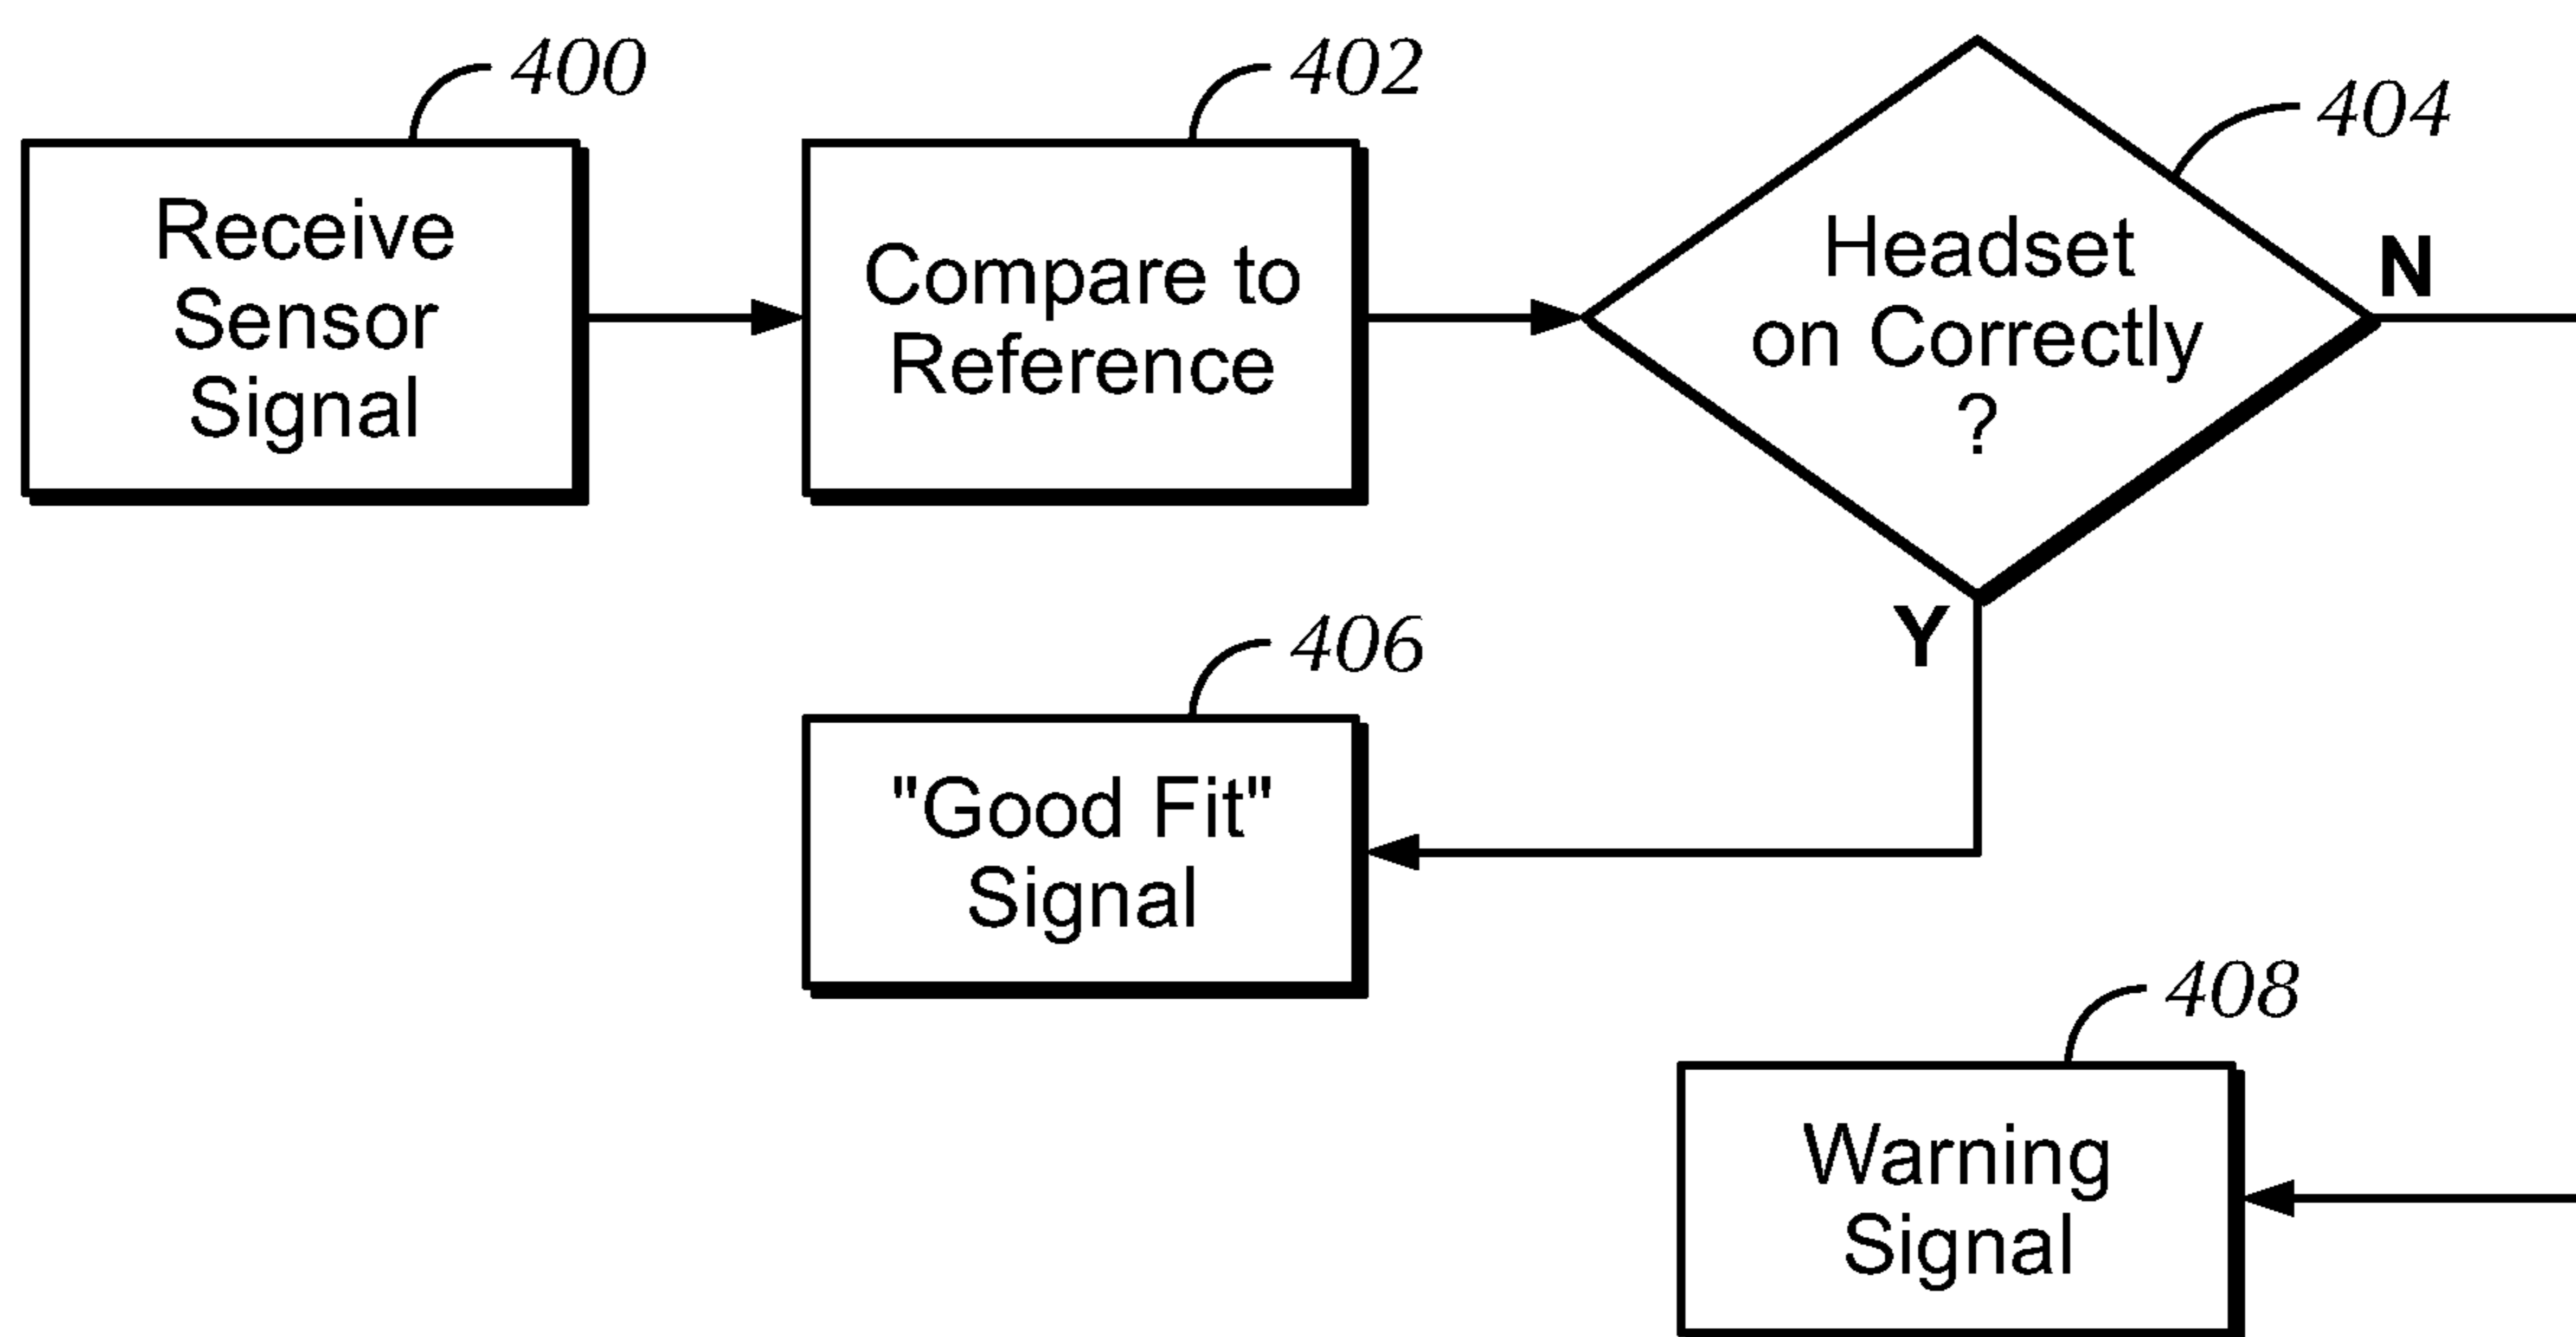 400
Receive
Sensor
Signal
402
Compare to
Reference
404
Headset
on Correctly
?
N
Y
406
"Good Fit"
Signal
408
Warning
Signal